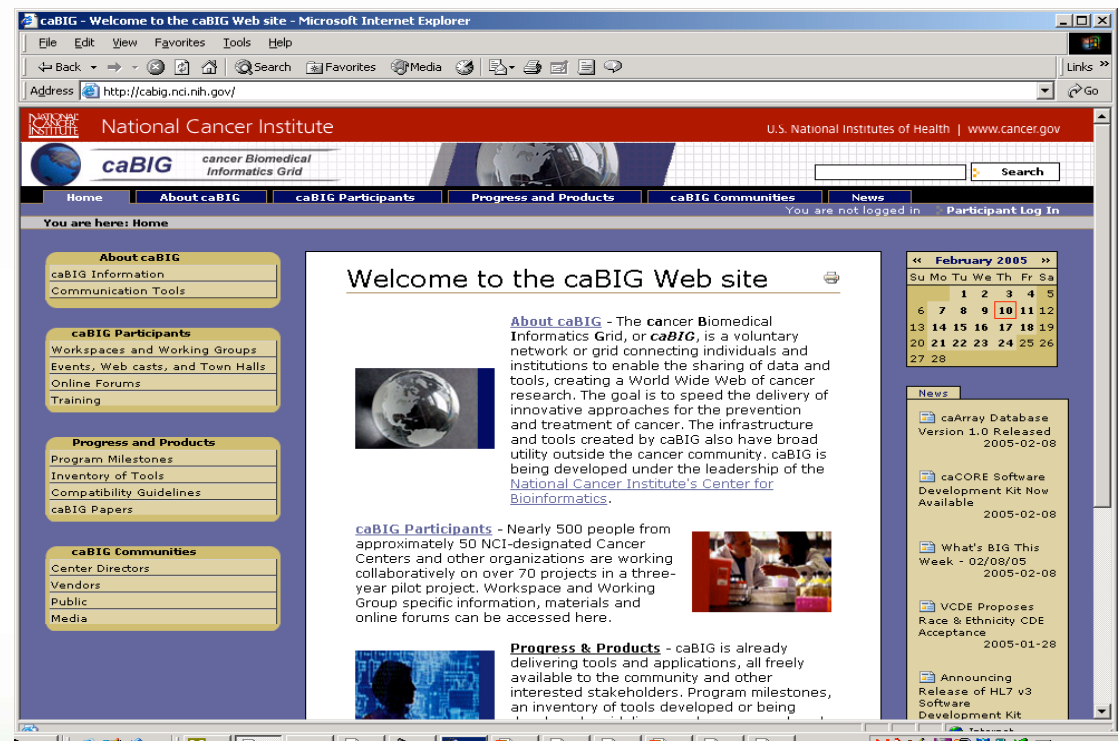 caBIG - Welcome to the caBIG Web site - Microsoft Internet Explorer
File Edit View Favorites Tools Help
Back Search Favorites Media Links »
Address http://cabig.nci.nih.gov/ Go
NATIONAL CANCER INSTITUTE National Cancer Institute U.S. National Institutes of Health | www.cancer.gov
caBIG cancer Biomedical
Informatics Grid
Search
Home About caBIG caBIG Participants Progress and Products caBIG Communities News
You are not logged in Participant Log In
You are here: Home
About caBIG
caBIG Information
Communication Tools
caBIG Participants
Workspaces and Working Groups
Events, Web casts, and Town Halls
Online Forums
Training
Progress and Products
Program Milestones
Inventory of Tools
Compatibility Guidelines
caBIG Papers
caBIG Communities
Center Directors
Vendors
Public
Media
Welcome to the caBIG Web site
About caBIG - The cancer Biomedical
Informatics Grid, or caBIG, is a voluntary
network or grid connecting individuals and
institutions to enable the sharing of data and
tools, creating a World Wide Web of cancer
research. The goal is to speed the delivery of
innovative approaches for the prevention
and treatment of cancer. The infrastructure
and tools created by caBIG also have broad
utility outside the cancer community. caBIG is
being developed under the leadership of the
National Cancer Institute's Center for
Bioinformatics.
caBIG Participants - Nearly 500 people from
approximately 50 NCI-designated Cancer
Centers and other organizations are working
collaboratively on over 70 projects in a three-
year pilot project. Workspace and Working
Group specific information, materials and
online forums can be accessed here.
Progress & Products - caBIG is already
delivering tools and applications, all freely
available to the community and other
interested stakeholders. Program milestones,
an inventory of tools developed or being
« February 2005 »
Su Mo Tu We Th Fr Sa
1 2 3 4 5
6 7 8 9 10 11 12
13 14 15 16 17 18 19
20 21 22 23 24 25 26
27 28
News
caArray Database
Version 1.0 Released
2005-02-08
caCORE Software
Development Kit Now
Available
2005-02-08
What's BIG This
Week - 02/08/05
2005-02-08
VCDE Proposes
Race & Ethnicity CDE
Acceptance
2005-01-28
Announcing
Release of HL7 v3
Software
Development Kit